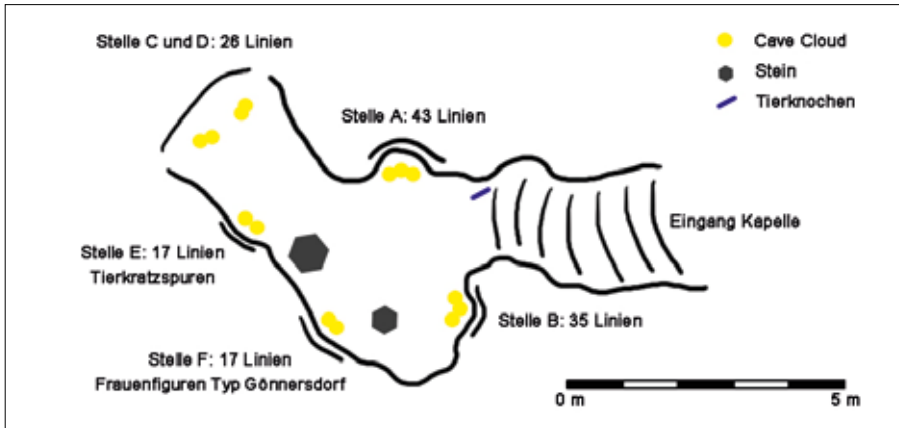 Stelle C und D: 26 Linien
Cave Cloud
Stein
Tierknochen
Stelle A: 43 Linien
Eingang Kapelle
Stelle E: 17 Linien
Tierkratzspuren
Stelle B: 35 Linien
Stelle F: 17 Linien
Frauenfiguren Typ Gönnersdorf
0 m 5 m